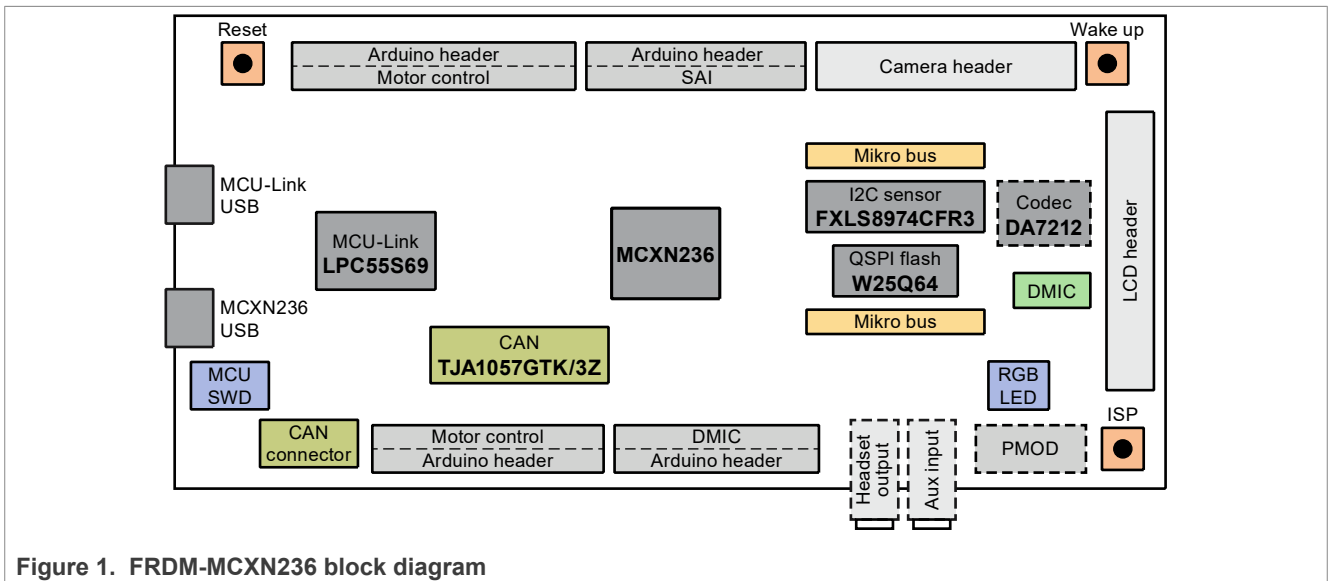 Reset
Wake up
Arduino header
Motor control
Arduino header
SAI
Camera header
Mikro bus
MCU-Link
USB
I2C sensor
FXLS8974CFR3
Codec
DA7212
LCD header
MCU-Link
LPC55S69
MCXN236
QSPI flash
W25Q64
DMIC
MCXN236
USB
Mikro bus
CAN
TJA1057GTK/3Z
MCU
SWD
RGB
LED
ISP
CAN
connector
Motor control
Arduino header
DMIC
Arduino header
Headset
output
Aux input
PMOD
Figure 1. FRDM-MCXN236 block diagram